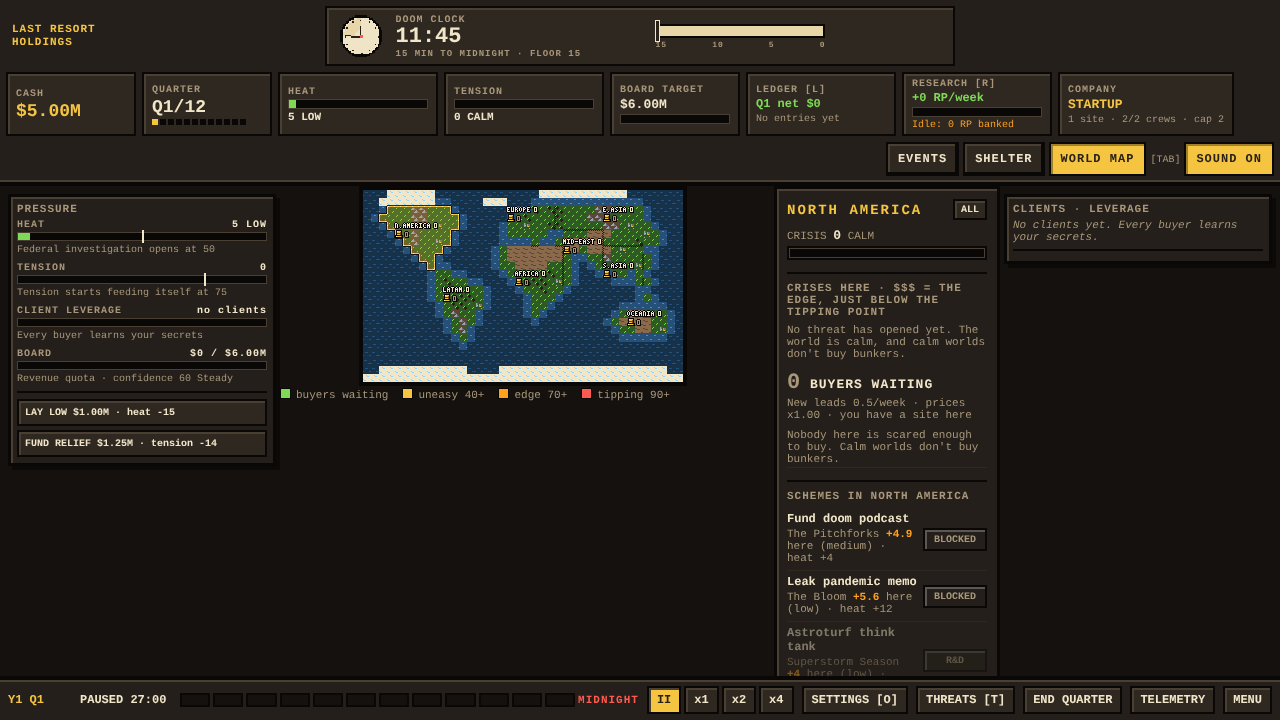 LAST RESORT
HOLDINGS
DOOM CLOCK
11:45
15 MIN TO MIDNIGHT · FLOOR 15
15 10 5 0
CASH
$5.00M
QUARTER
Q1/12
HEAT
5 LOW
TENSION
0 CALM
BOARD TARGET
$6.00M
LEDGER [L]
Q1 net $0
No entries yet
RESEARCH [R]
+0 RP/week
Idle: 0 RP banked
COMPANY
STARTUP
1 site · 2/2 crews · cap 2
EVENTS
SHELTER
WORLD MAP
[TAB]
SOUND ON
PRESSURE
HEAT 5 LOW
Federal investigation opens at 50
TENSION 0
Tension starts feeding itself at 75
CLIENT LEVERAGE no clients
Every buyer learns your secrets
BOARD $0 / $6.00M
Revenue quota · confidence 60 Steady
LAY LOW $1.00M · heat -15
FUND RELIEF $1.25M · tension -14
N.AMERICA 0
EUROPE 0
E.ASIA 0
MID-EAST 0
S.ASIA 0
AFRICA 0
LATAM 0
OCEANIA 0
buyers waiting
uneasy 40+
edge 70+
tipping 90+
NORTH AMERICA
ALL
CRISIS 0 CALM
CRISES HERE · $$$ = THE
EDGE, JUST BELOW THE
TIPPING POINT
No threat has opened yet. The
world is calm, and calm worlds
don't buy bunkers.
0 BUYERS WAITING
New leads 0.5/week · prices
x1.00 · you have a site here
Nobody here is scared enough
to buy. Calm worlds don't buy
bunkers.
SCHEMES IN NORTH AMERICA
Fund doom podcast
The Pitchforks +4.9
here (medium) ·
heat +4
BLOCKED
Leak pandemic memo
The Bloom +5.6 here
(low) · heat +12
BLOCKED
Astroturf think
tank
Superstorm Season
+4 here (low) ·
R&D
CLIENTS · LEVERAGE
No clients yet. Every buyer learns
your secrets.
Y1 Q1
PAUSED 27:00
MIDNIGHT
II
x1
x2
x4
SETTINGS [O]
THREATS [T]
END QUARTER
TELEMETRY
MENU